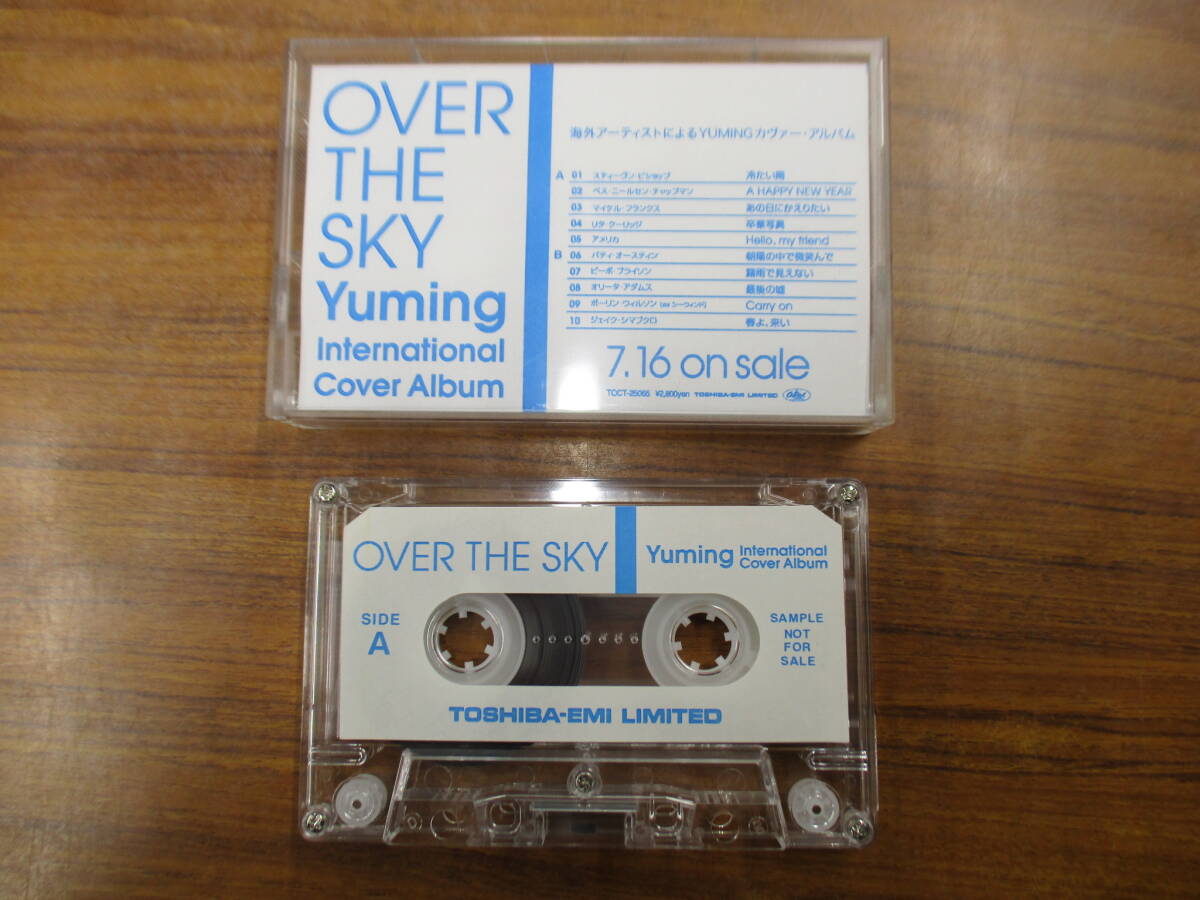 OVER
THE
SKY
Yuming
International
Cover Album
海外アーティストによるYUMINGカヴァー・アルバム
A 01 スティーヴン・ビショップ 冷たい雨
02 ベス・ニールセン・チャップマン A HAPPY NEW YEAR
03 マイケル・フランクス あの日にかえりたい
04 リタ・クーリッジ 卒業写真
05 アメリカ Hello, my friend
B 06 パティ・オースティン 朝陽の中で微笑んで
07 ピーボ・ブライソン 霧雨で見えない
08 オリータ・アダムス 最後の嘘
09 ポーリン・ウィルソン (ex シーウィンド) Carry on
10 ジェイク・シマブクロ 春よ、来い
7.16 on sale
TOCT-25065 ¥2,800yen TOSHIBA-EMI LIMITED
OVER THE SKY
Yuming International
Cover Album
SIDE
A
SAMPLE
NOT
FOR
SALE
TOSHIBA-EMI LIMITED